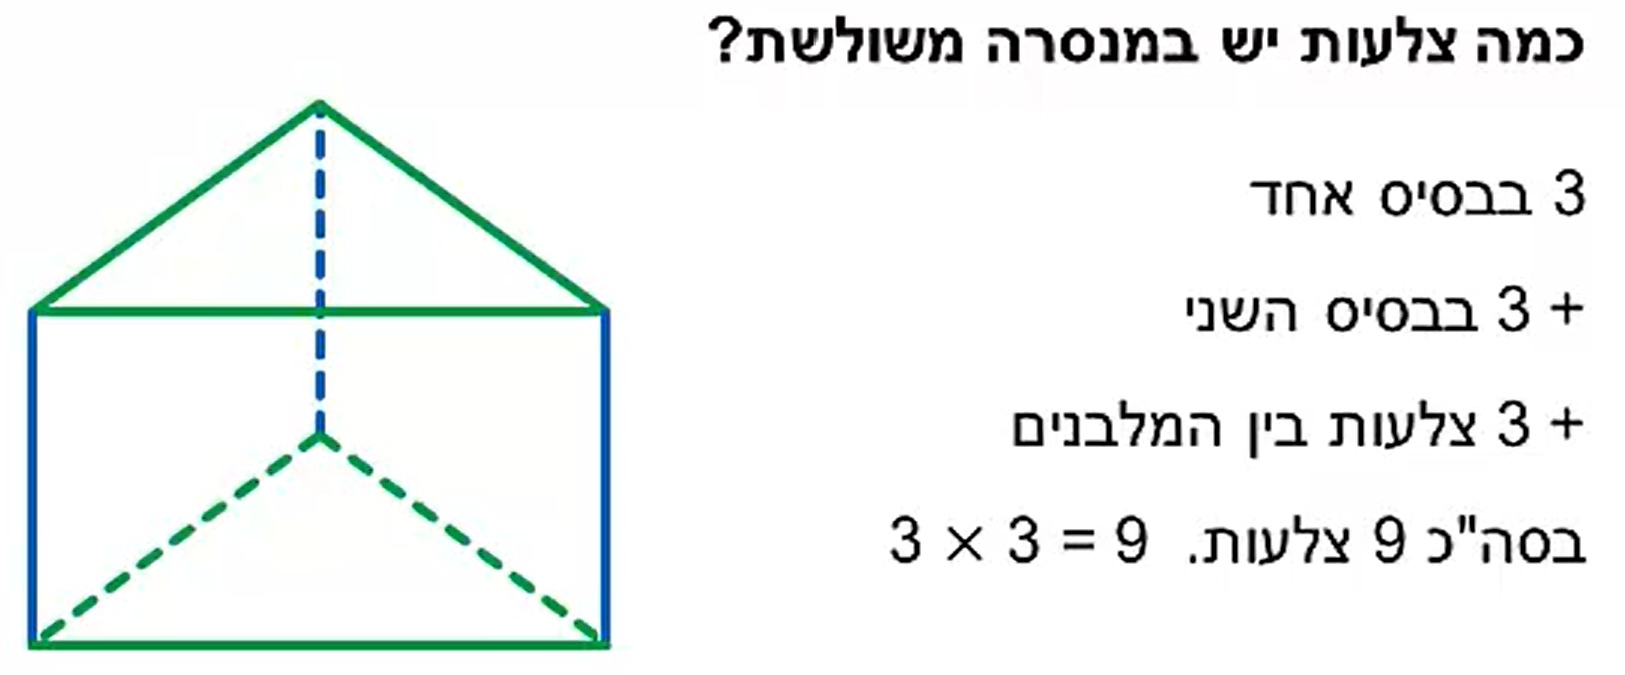 כמה צלעות יש במנסרה משולשת?
3 בבסיס אחד
+ 3 בבסיס השני
+ 3 צלעות בין המלבנים
בסה"כ 9 צלעות. 3 × 3 = 9